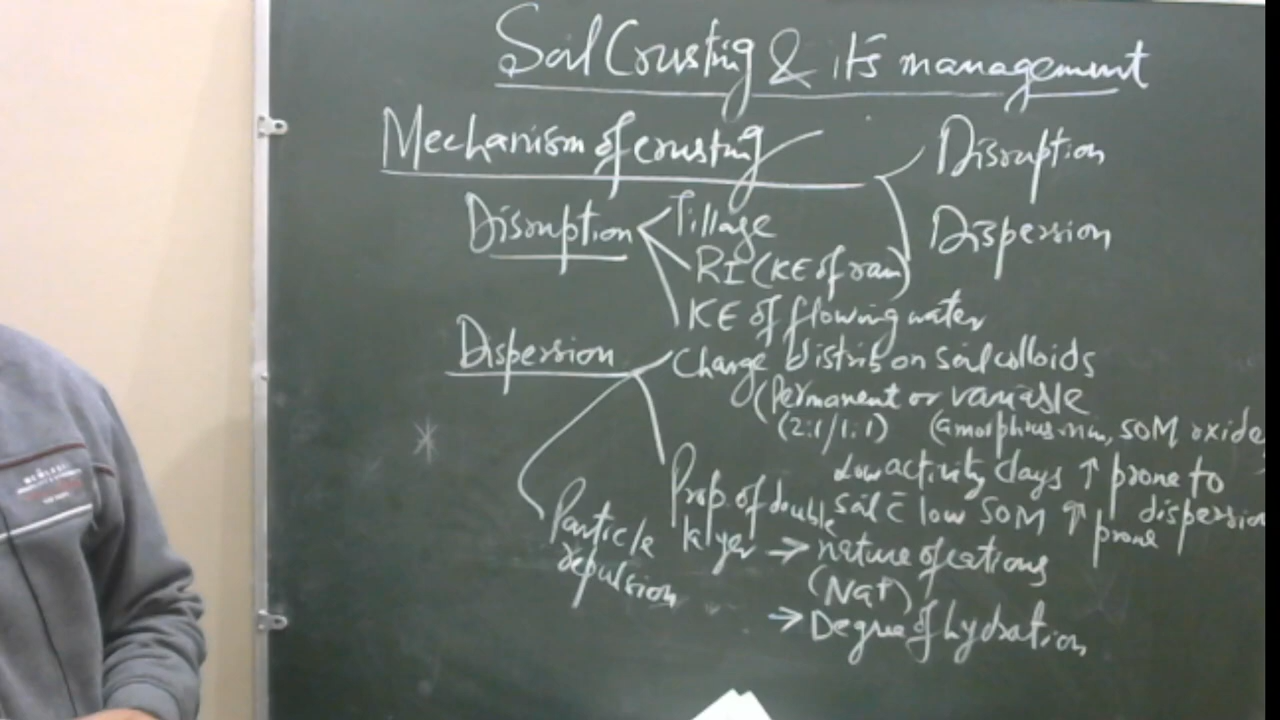 Soil Crusting & its management
Mechanism of crusting
Disruption
Dispersion
Disruption
Tillage
RI (KE of rain)
KE of flowing water
Dispersion
Charge distrib on soil colloids
(Permanent or variable
(2:1/1:1) (amorphus min, SOM oxide
Low activity clays ↑ prone to dispersion
Soil c̄ low SOM ↑ prone
Prop. of double layer
→ nature of cations
(Na+)
→ Degree of hydration
Particle
repulsion